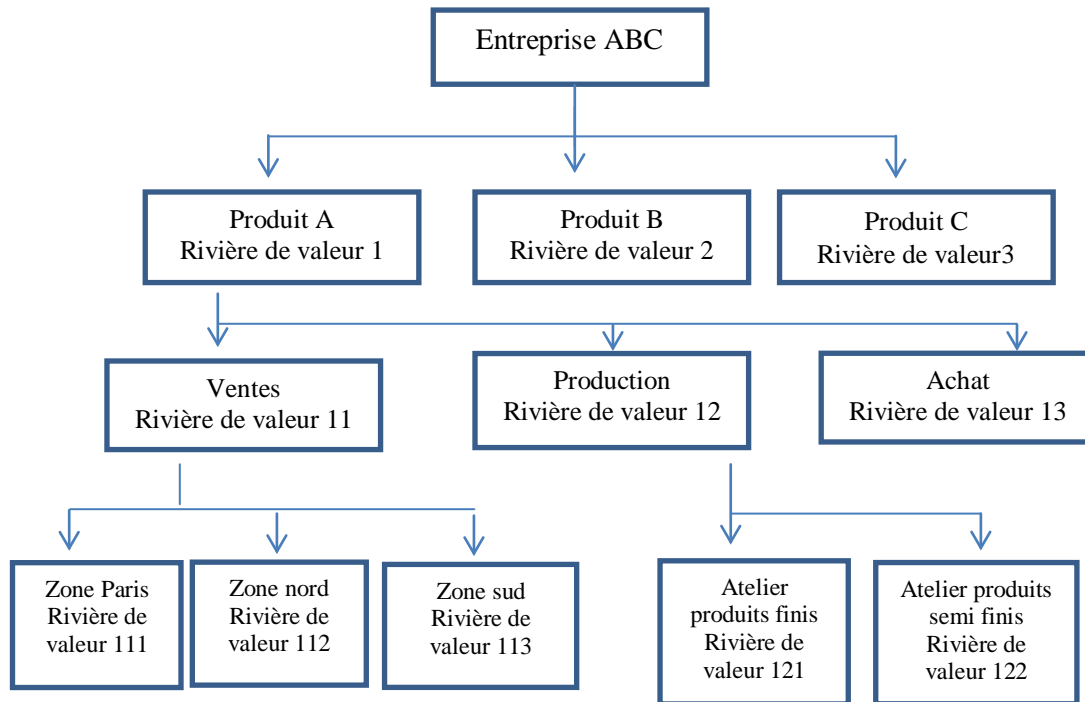 Entreprise ABC
Produit A
Rivière de valeur 1
Produit B
Rivière de valeur 2
Produit C
Rivière de valeur3
Ventes
Rivière de valeur 11
Production
Rivière de valeur 12
Achat
Rivière de valeur 13
Zone Paris
Rivière de
valeur 111
Zone nord
Rivière de
valeur 112
Zone sud
Rivière de
valeur 113
Atelier
produits finis
Rivière de
valeur 121
Atelier produits
semi finis
Rivière de
valeur 122